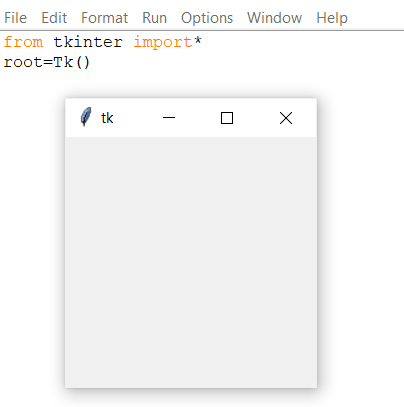 File Edit Format Run Options Window Help
from tkinter import*
root=Tk()
tk